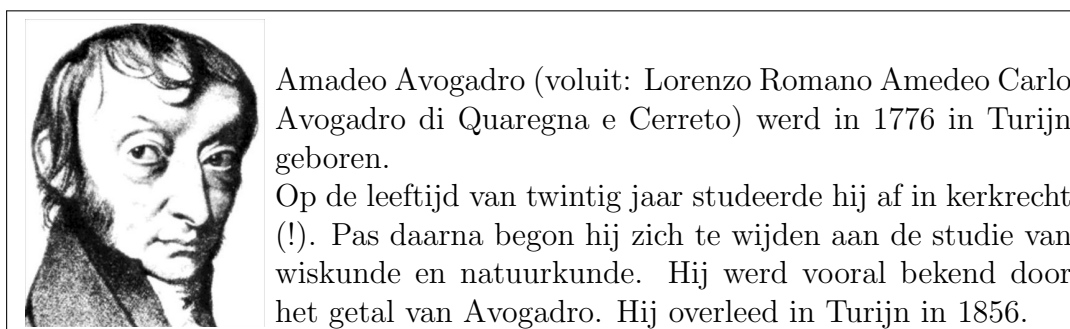 Amadeo Avogadro (voluit: Lorenzo Romano Amedeo Carlo
Avogadro di Quaregna e Cerreto) werd in 1776 in Turijn
geboren.
Op de leeftijd van twintig jaar studeerde hij af in kerkrecht
(!). Pas daarna begon hij zich te wijden aan de studie van
wiskunde en natuurkunde. Hij werd vooral bekend door
het getal van Avogadro. Hij overleed in Turijn in 1856.